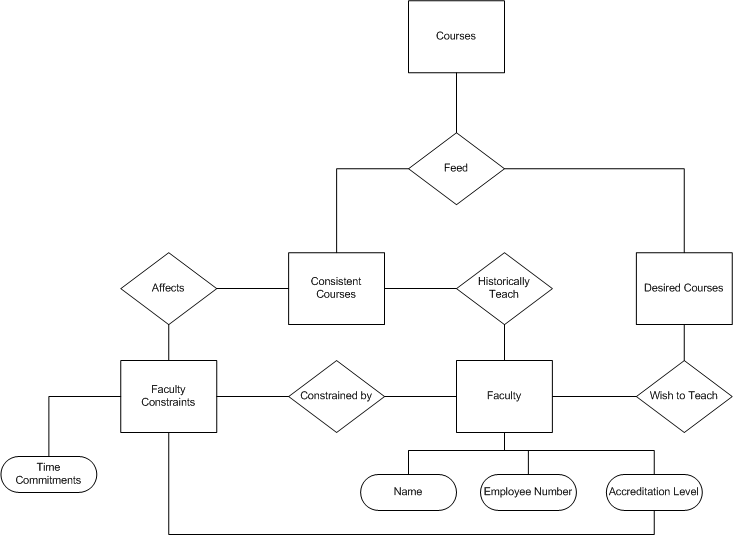 Courses
Feed
Affects
Consistent
Courses
Historically
Teach
Desired Courses
Faculty
Constraints
Constrained by
Faculty
Wish to Teach
Time
Commitments
Name
Employee Number
Accreditation Level